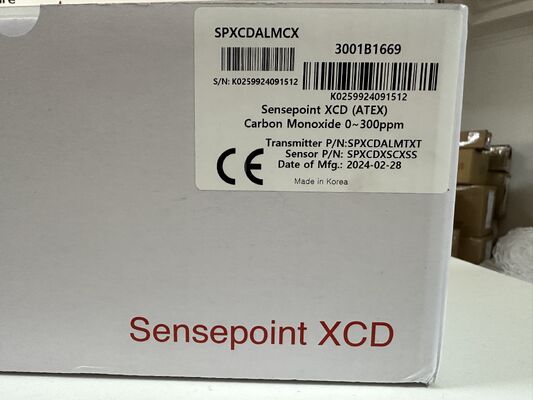 SPXCDALMCX
3001B1669
S/N: K0259924091512
K0259924091512
Sensepoint XCD (ATEX)
Carbon Monoxide 0~300ppm
Transmitter P/N:SPXCDALMTXT
Sensor P/N: SPXCDXSCXSS
Date of Mfg.: 2024-02-28
CE
Made in Korea
Sensepoint XCD